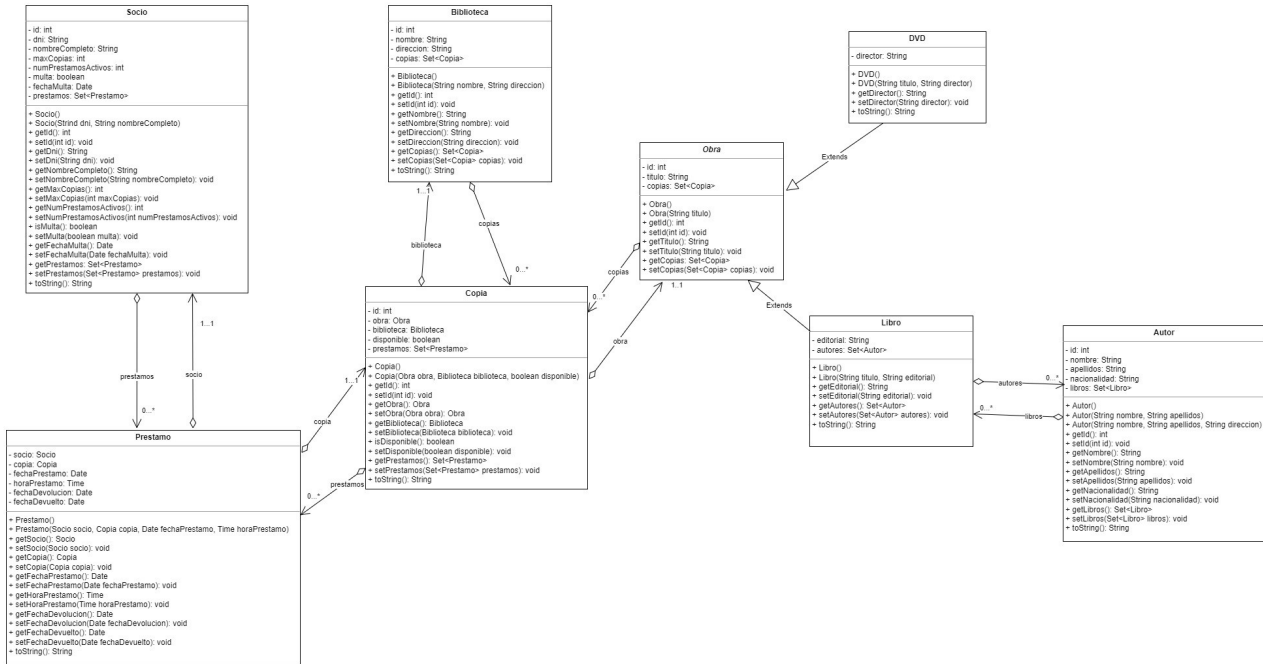 Socio
- id: int
- dni: String
- nombreCompleto: String
- maxCopias: int
- numPrestamosActivos: int
- multa: boolean
- fechaMulta: Date
- prestamos: Set<Prestamo>
+ Socio()
+ Socio(Strind dni, String nombreCompleto)
+ getId(): int
+ setId(int id): void
+ getDni(): String
+ setDni(String dni): void
+ getNombreCompleto(): String
+ setNombreCompleto(String nombreCompleto): void
+ getMaxCopias(): int
+ setMaxCopias(int maxCopias): void
+ getNumPrestamosActivos(): int
+ setNumPrestamosActivos(int numPrestamosActivos): void
+ isMulta(): boolean
+ setMulta(boolean multa): void
+ getFechaMulta(): Date
+ setFechaMulta(Date fechaMulta): void
+ getPrestamos: Set<Prestamo>
+ setPrestamos(Set<Prestamo> prestamos): void
+ toString(): String
Biblioteca
- id: int
- nombre: String
- direccion: String
- copias: Set<Copia>
+ Biblioteca()
+ Biblioteca(String nombre, String direccion)
+ getId(): int
+ setId(int id): void
+ getNombre(): String
+ setNombre(String nombre): void
+ getDireccion(): String
+ setDireccion(String direccion): void
+ getCopias(): Set<Copia>
+ setCopias(Set<Copia> copias): void
+ toString(): String
DVD
- director: String
+ DVD()
+ DVD(String titulo, String director)
+ getDirector(): String
+ setDirector(String director): void
+ toString(): String
Extends
Obra
- id: int
- titulo: String
- copias: Set<Copia>
+ Obra()
+ Obra(String titulo)
+ getId(): int
+ setId(int id): void
+ getTitulo(): String
+ setTitulo(String titulo): void
+ getCopias: Set<Copia>
+ setCopias(Set<Copia> copias): void
1...1
biblioteca
copias
0...*
copias
0...*
1...1
obra
Extends
Copia
- id: int
- obra: Obra
- biblioteca: Biblioteca
- disponible: boolean
- prestamos: Set<Prestamo>
+ Copia()
+ Copia(Obra obra, Biblioteca biblioteca, boolean disponible)
+ getId(): int
+ setId(int id): void
+ getObra(): Obra
+ setObra(Obra obra): Obra
+ getBiblioteca(): Biblioteca
+ setBiblioteca(Biblioteca biblioteca): void
+ isDisponible(): boolean
+ setDisponible(boolean disponible): void
+ getPrestamos(): Set<Prestamo>
+ setPrestamos(Set<Prestamo> prestamos): void
+ toString(): String
Libro
- editorial: String
- autores: Set<Autor>
+ Libro()
+ Libro(String titulo, String editorial)
+ getEditorial(): String
+ setEditorial(String editorial): void
+ getAutores(): Set<Autor>
+ setAutores(Set<Autor> autores): void
+ toString(): String
autores
0...*
0...*
libros
Autor
- id: int
- nombre: String
- apellidos: String
- nacionalidad: String
- libros: Set<Libro>
+ Autor()
+ Autor(String nombre, String apellidos)
+ Autor(String nombre, String apellidos, String direccion)
+ getId(): int
+ setId(int id): void
+ getNombre(): String
+ setNombre(String nombre): void
+ getApellidos(): String
+ setApellidos(String apellidos): void
+ getNacionalidad(): String
+ setNacionalidad(String nacionalidad): void
+ getLibros(): Set<Libro>
+ setLibros(Set<Libro> libros): void
+ toString(): String
1...1
prestamos
socio
0...*
1...1
copia
prestamos
0...*
Prestamo
- socio: Socio
- copia: Copia
- fechaPrestamo: Date
- horaPrestamo: Time
- fechaDevolucion: Date
- fechaDevuelto: Date
+ Prestamo()
+ Prestamo(Socio socio, Copia copia, Date fechaPrestamo, Time horaPrestamo)
+ getSocio(): Socio
+ setSocio(Socio socio): void
+ getCopia(): Copia
+ setCopia(Copia copia): void
+ getFechaPrestamo(): Date
+ setFechaPrestamo(Date fechaPrestamo): void
+ getHoraPrestamo(): Time
+ setHoraPrestamo(Time horaPrestamo): void
+ getFechaDevolucion(): Date
+ setFechaDevolucion(Date fechaDevolucion): void
+ getFechaDevuelto(): Date
+ setFechaDevuelto(Date fechaDevuelto): void
+ toString(): String